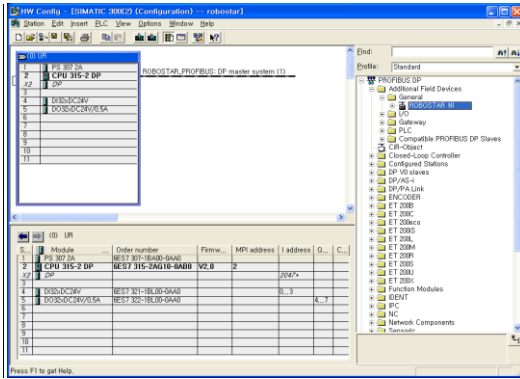 HW Config - [SIMATIC 300(2) (Configuration) -- robostar]
Station Edit Insert PLC View Options Window Help
(0) UR
1 PS 307 2A
2 CPU 315-2 DP
X2 DP
3
4 DI32xDC24V
5 DO32xDC24V/0.5A
6
7
8
9
10
11
ROBOSTAR_PROFIBUS: DP master system (1)
Find:
Profile: Standard
PROFIBUS DP
Additional Field Devices
General
ROBOSTAR N1
I/O
Gateway
PLC
Compatible PROFIBUS DP Slaves
CiR-Object
Closed-Loop Controller
Configured Stations
DP V0 slaves
DP/AS-i
DP/PA Link
ENCODER
ET 200B
ET 200C
ET 200eco
ET 200iS
ET 200L
ET 200M
ET 200R
ET 200S
ET 200U
ET 200X
Function Modules
IDENT
IPC
NC
Network Components
Sensoric
(0) UR
S... Module ... Order number Firmw... MPI address I address Q... C...
1 PS 307 2A 6ES7 307-1BA00-0AA0
2 CPU 315-2 DP 6ES7 315-2AG10-0AB0 V2.0 2
X2 DP 2047*
3
4 DI32xDC24V 6ES7 321-1BL00-0AA0 0...3
5 DO32xDC24V/0.5A 6ES7 322-1BL00-0AA0 4...7
6
7
8
9
10
11
Press F1 to get Help.